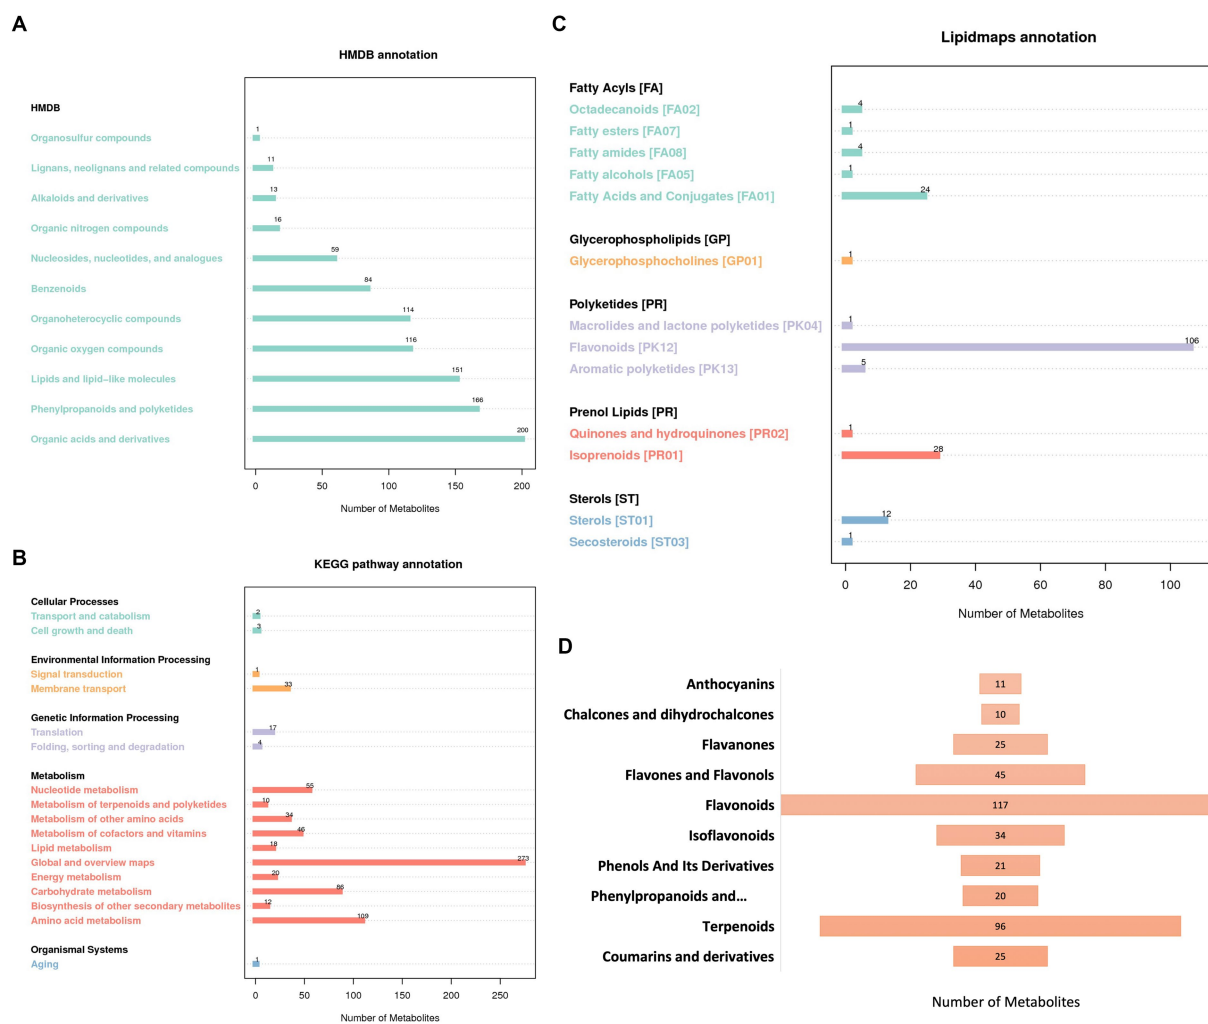 A
HMDB annotation
HMDB
Organosulfur compounds 1
Lignans, neolignans and related compounds 11
Alkaloids and derivatives 13
Organic nitrogen compounds 16
Nucleosides, nucleotides, and analogues 59
Benzenoids 84
Organoheterocyclic compounds 114
Organic oxygen compounds 116
Lipids and lipid−like molecules 151
Phenylpropanoids and polyketides 166
Organic acids and derivatives 200
0 50 100 150 200
Number of Metabolites
B
KEGG pathway annotation
Cellular Processes
Transport and catabolism 2
Cell growth and death 3
Environmental Information Processing
Signal transduction 1
Membrane transport 33
Genetic Information Processing
Translation 17
Folding, sorting and degradation 4
Metabolism
Nucleotide metabolism 55
Metabolism of terpenoids and polyketides 10
Metabolism of other amino acids 34
Metabolism of cofactors and vitamins 46
Lipid metabolism 18
Global and overview maps 273
Energy metabolism 20
Carbohydrate metabolism 86
Biosynthesis of other secondary metabolites 12
Amino acid metabolism 109
Organismal Systems
Aging 1
0 50 100 150 200 250
Number of Metabolites
C
Lipidmaps annotation
Fatty Acyls [FA]
Octadecanoids [FA02] 4
Fatty esters [FA07] 1
Fatty amides [FA08] 4
Fatty alcohols [FA05] 1
Fatty Acids and Conjugates [FA01] 24
Glycerophospholipids [GP]
Glycerophosphocholines [GP01] 1
Polyketides [PR]
Macrolides and lactone polyketides [PK04] 1
Flavonoids [PK12] 106
Aromatic polyketides [PK13] 5
Prenol Lipids [PR]
Quinones and hydroquinones [PR02] 1
Isoprenoids [PR01] 28
Sterols [ST]
Sterols [ST01] 12
Secosteroids [ST03] 1
0 20 40 60 80 100
Number of Metabolites
D
Anthocyanins 11
Chalcones and dihydrochalcones 10
Flavanones 25
Flavones and Flavonols 45
Flavonoids 117
Isoflavonoids 34
Phenols And Its Derivatives 21
Phenylpropanoids and... 20
Terpenoids 96
Coumarins and derivatives 25
Number of Metabolites